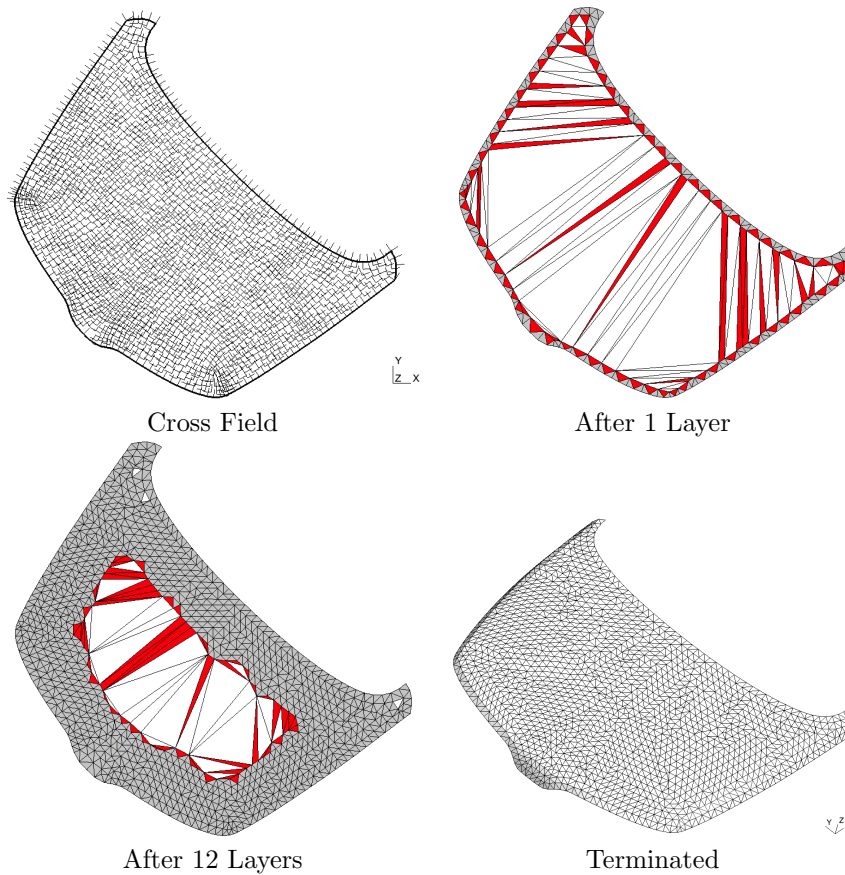 Y
Z X
Cross Field
After 1 Layer
After 12 Layers
Y Z
Terminated